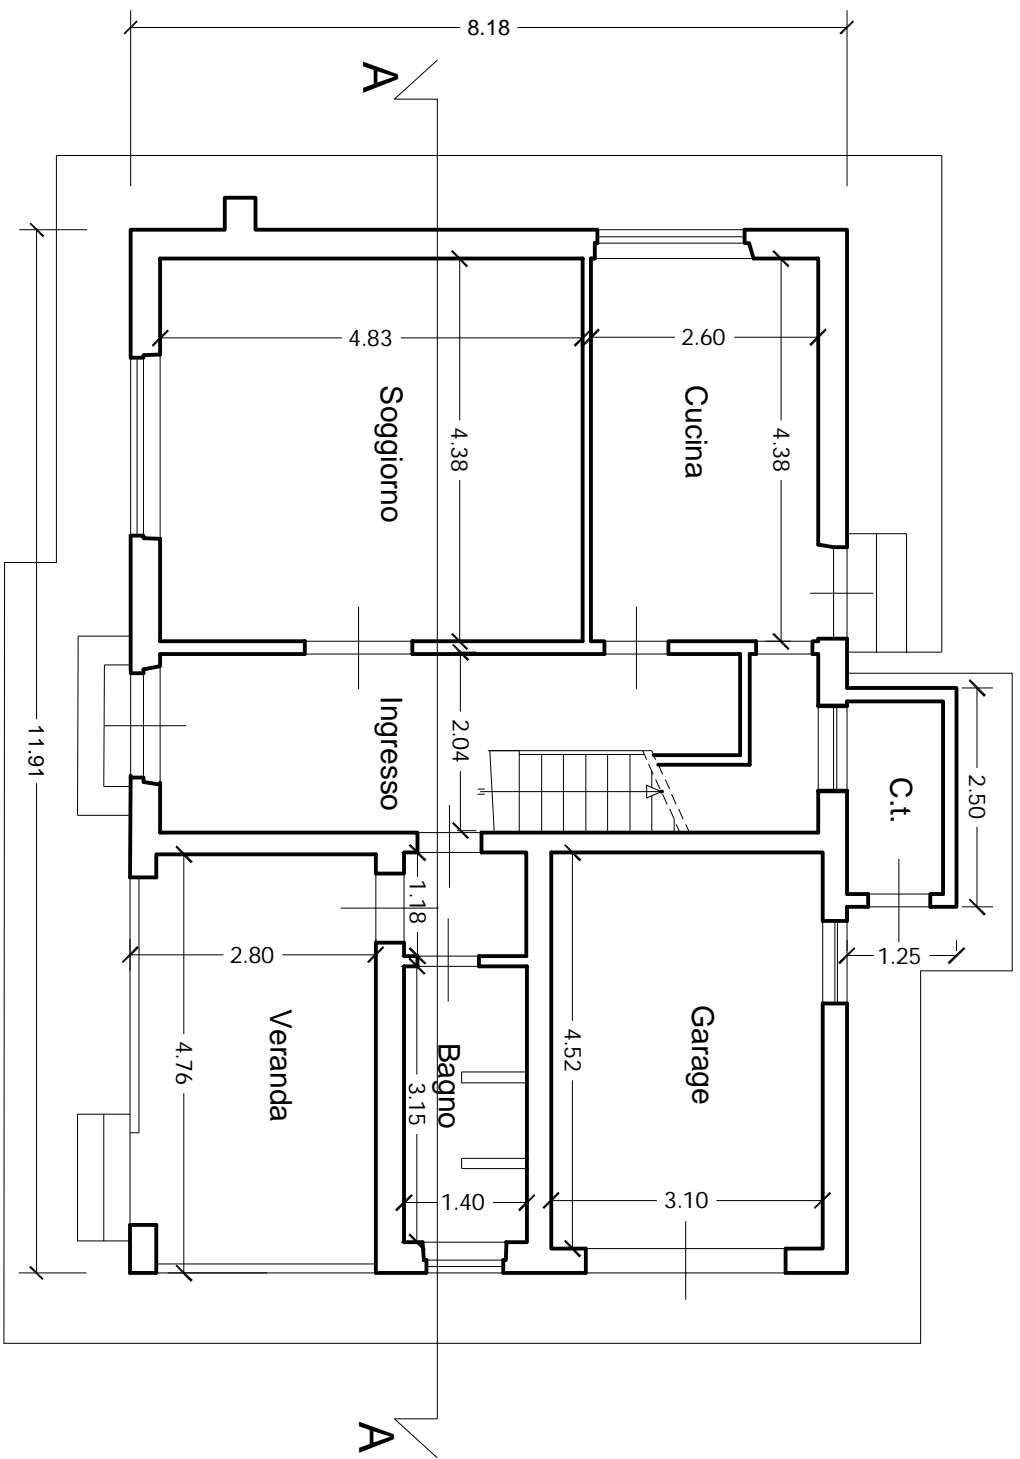 8.18
A
4.83
2.60
Soggiorno
4.38
Cucina
4.38
11.91
Ingresso
2.04
C.t.
2.50
1.18
2.80
1.25
Veranda
4.76
Bagno
3.15
4.52
Garage
1.40
3.10
A